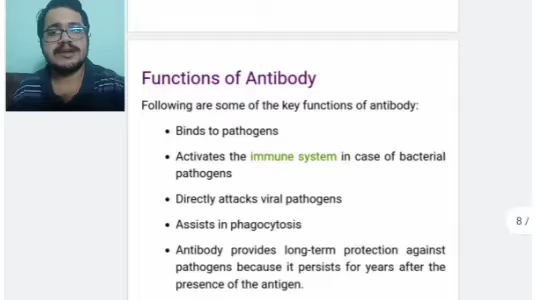 Functions of Antibody
Following are some of the key functions of antibody:
• Binds to pathogens
• Activates the immune system in case of bacterial
pathogens
• Directly attacks viral pathogens
• Assists in phagocytosis
• Antibody provides long-term protection against
pathogens because it persists for years after the
presence of the antigen.
8 /